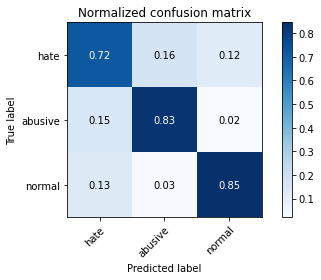 Normalized confusion matrix
hate 0.72 0.16 0.12
abusive 0.15 0.83 0.02
normal 0.13 0.03 0.85
hate abusive normal
True label
Predicted label
0.8
0.7
0.6
0.5
0.4
0.3
0.2
0.1